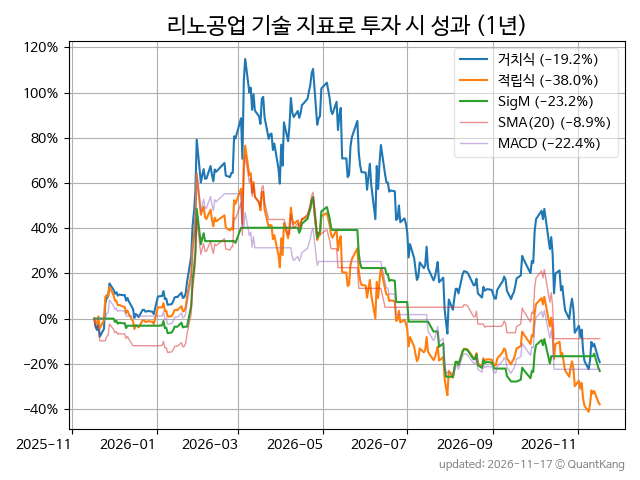 리노공업 기술 지표로 투자 시 성과 (1년)
120%
100%
80%
60%
40%
20%
0%
−20%
−40%
거치식 (−19.2%)
적립식 (−38.0%)
SigM (−23.2%)
SMA(20) (−8.9%)
MACD (−22.4%)
2025-11
2026-01
2026-03
2026-05
2026-07
2026-09
2026-11
updated: 2026-11-17 © QuantKang